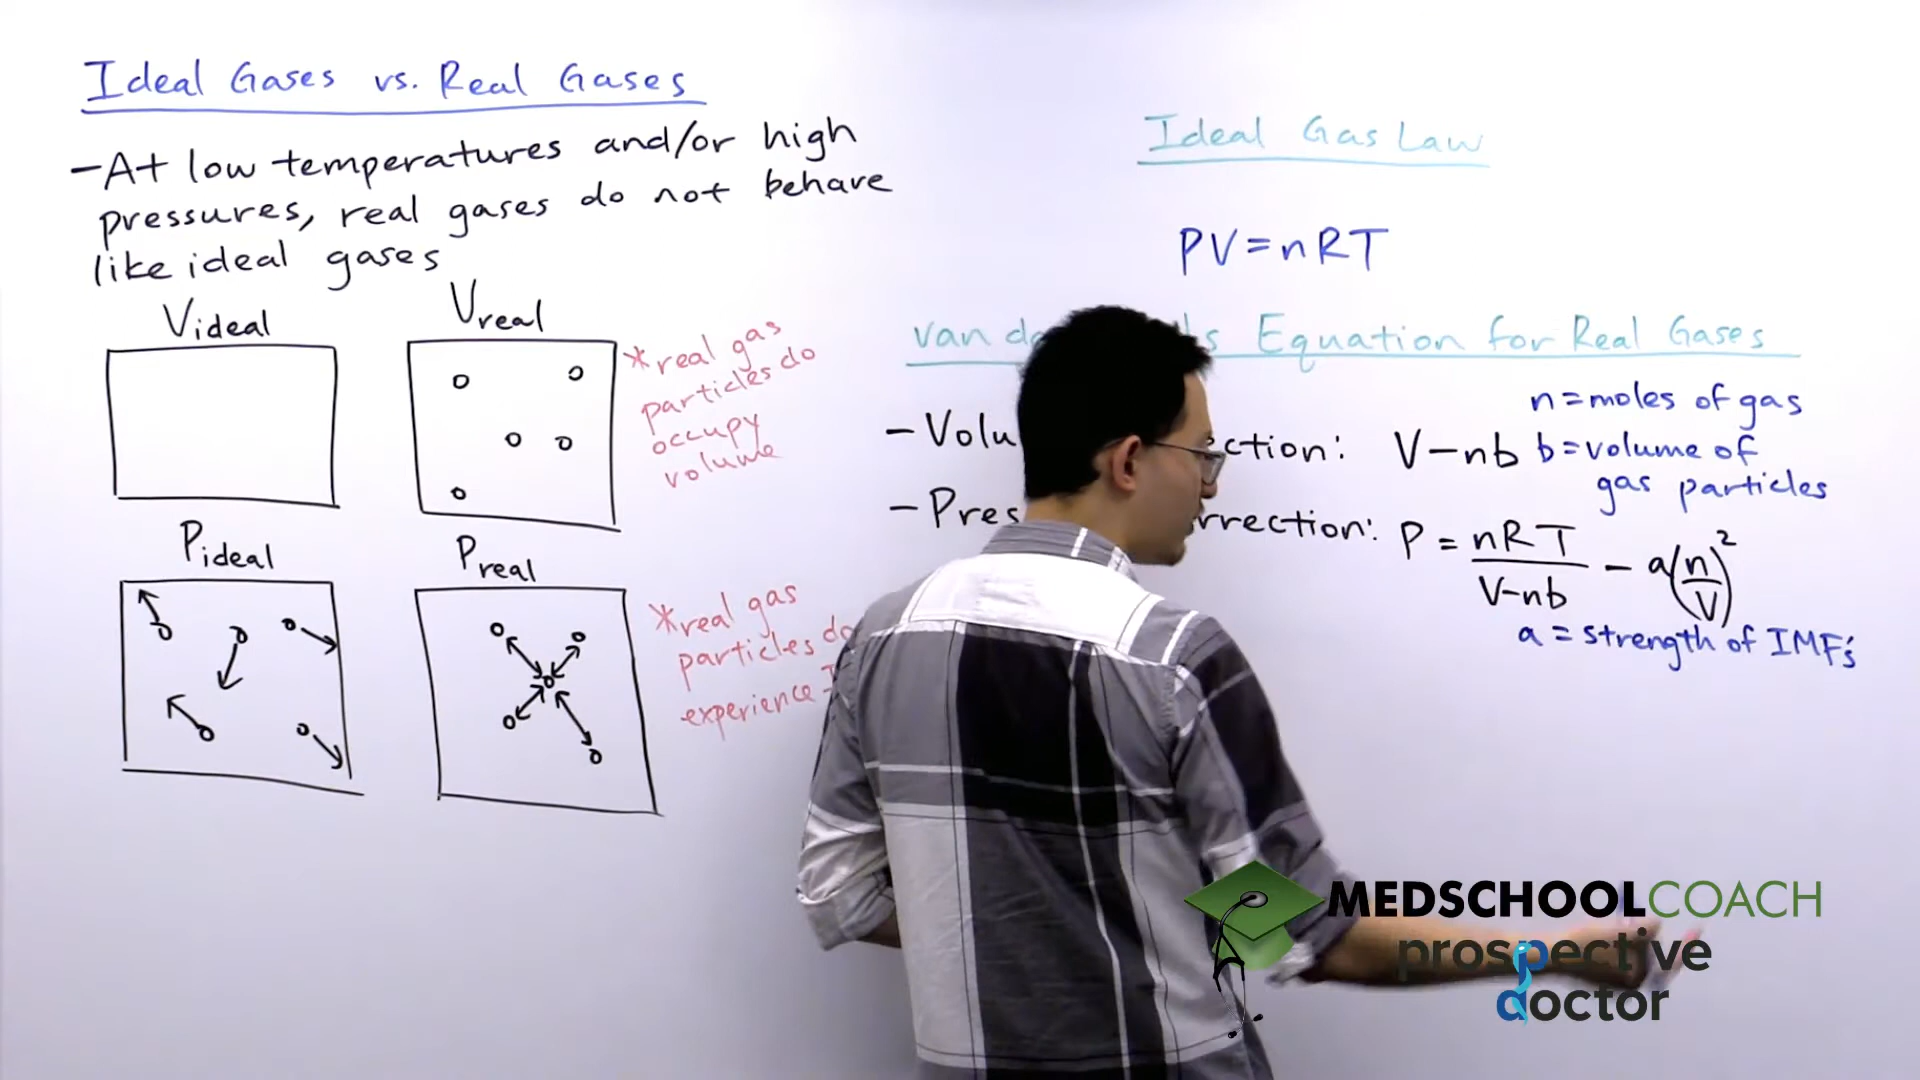 Ideal Gases vs. Real Gases
-At low temperatures and/or high
pressures, real gases do not behave
like ideal gases
Videal
Vreal
*real gas
particles do
occupy
volume
Pideal
Preal
*real gas
particles do
experience
Ideal Gas Law
PV=nRT
van Equation for Real Gases
n=moles of gas
-Volu ction: V-nb b=volume of
gas particles
-Pres rrection: P = nRT/V-nb - a(n/V)²
a = strength of IMF's
MEDSCHOOLCOACH
prospective
doctor